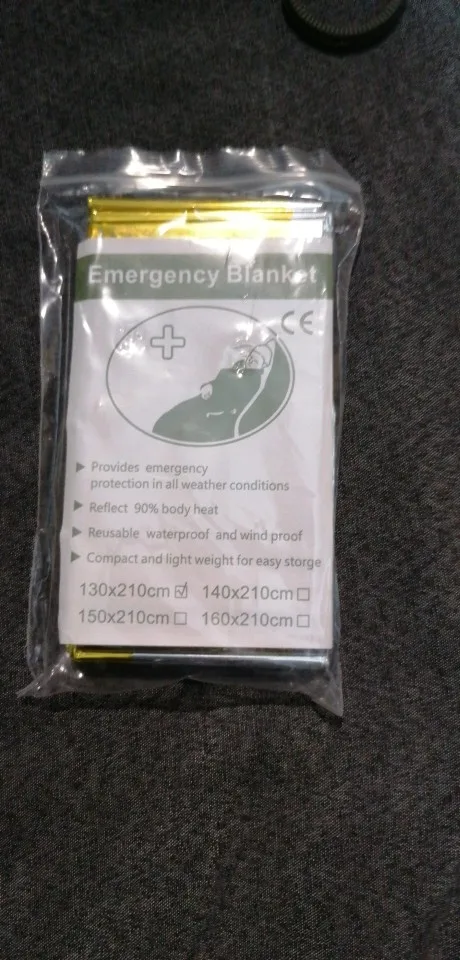 Emergency Blanket
CE
Provides emergency
protection in all weather conditions
Reflect 90% body heat
Reusable waterproof and wind proof
Compact and light weight for easy storge
130x210cm ☑ 140x210cm ☐
150x210cm ☐ 160x210cm ☐